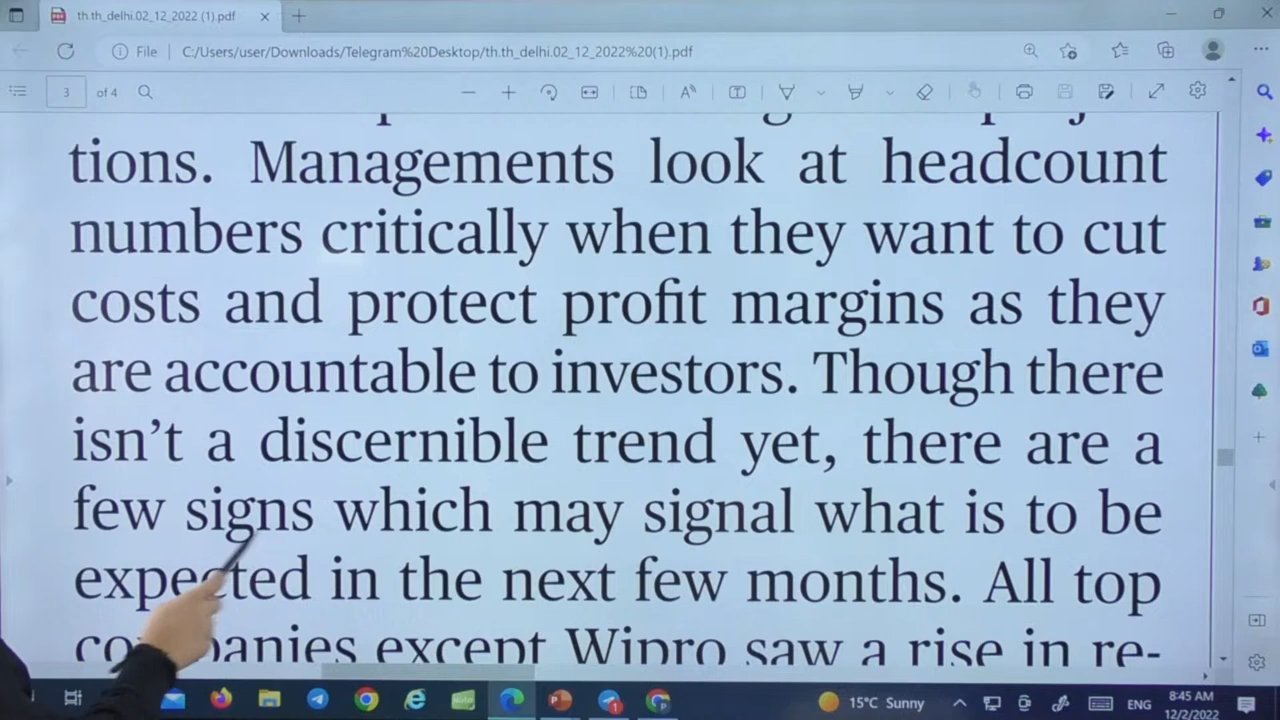 th.th_delhi.02_12_2022 (1).pdf
File
C:/Users/user/Downloads/Telegram%20Desktop/th.th_delhi.02_12_2022%20(1).pdf
3 of 4
tions. Managements look at headcount
numbers critically when they want to cut
costs and protect profit margins as they
are accountable to investors. Though there
isn’t a discernible trend yet, there are a
few signs which may signal what is to be
expected in the next few months. All top
companies except Wipro saw a rise in re-
15°C Sunny
ENG
8:45 AM
12/2/2022